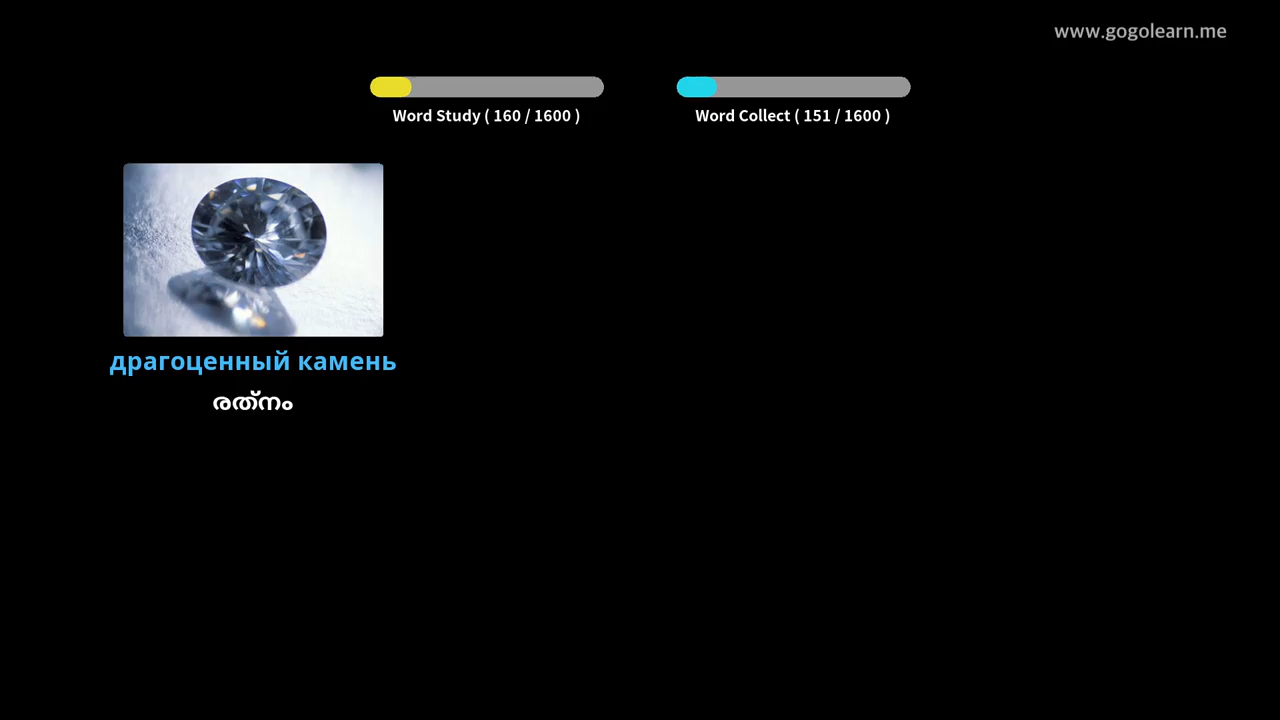 www.gogolearn.me
Word Study ( 160 / 1600 )
Word Collect ( 151 / 1600 )
драгоценный камень
രത്നം